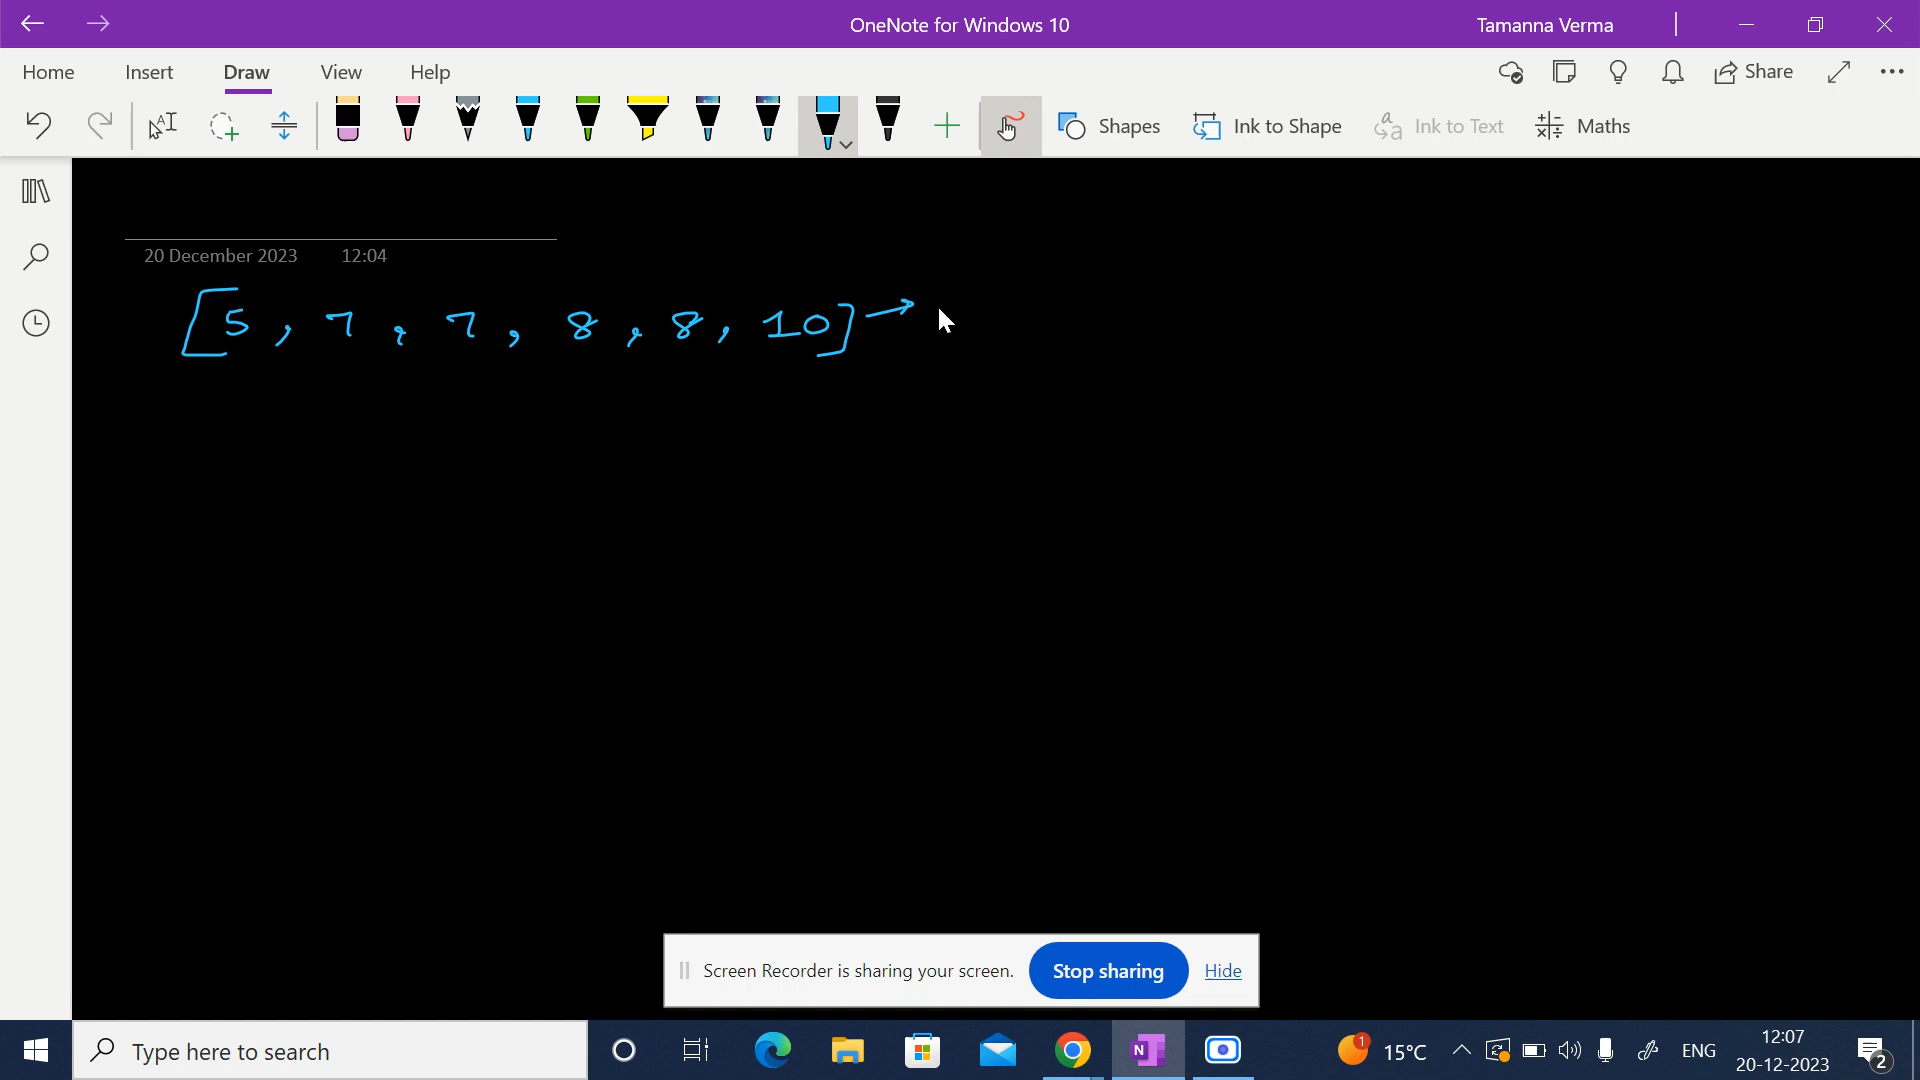 OneNote for Windows 10
Tamanna Verma
Home Insert Draw View Help
Share
Shapes
Ink to Shape
Ink to Text
Maths
20 December 2023 12:04
[5, 7, 7, 8, 8, 10] →
Screen Recorder is sharing your screen. Stop sharing Hide
Type here to search
1 15°C ENG 12:07
20-12-2023
2